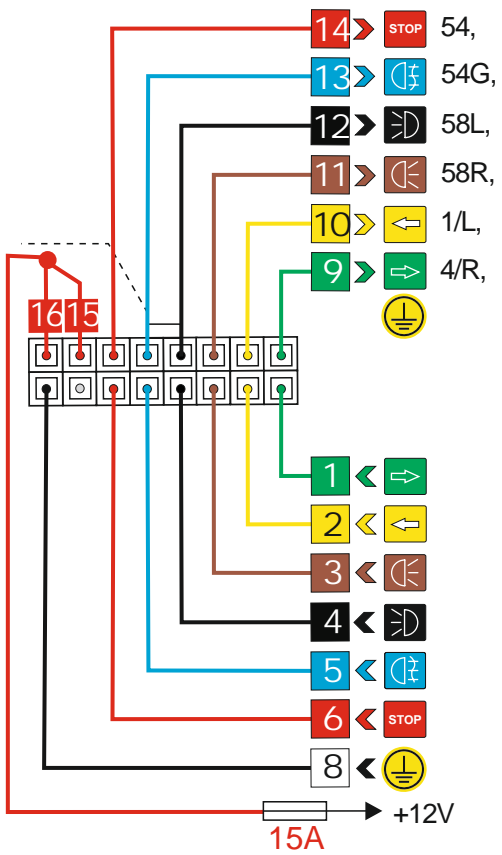 14 STOP 54,
13 54G,
12 58L,
11 58R,
10 1/L,
9 4/R,
16 15
1
2
3
4
5
6 STOP
8
+12V
15A